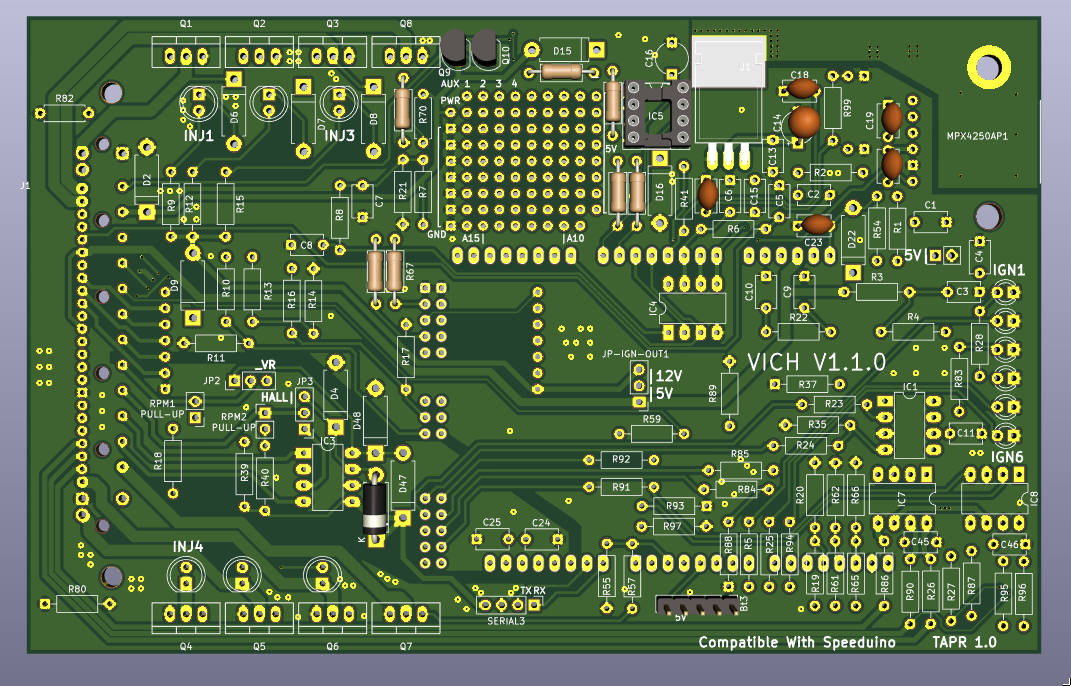 Q1
Q2
Q3
Q8
Q9
Q10
D15
C16
J1
R82
INJ1
D6
D7
INJ3
D8
R70
AUX 1 2 3 4
PWR
5V
IC5
C18
C14
R99
C19
MPX4250AP1
J1
D2
R9
R12
R15
R8
C7
R21
R7
GND
A15|
|A10
D16
R41
C6
C15
C5
C13
R2
C2
R6
C23
D22
R54
R1
C1
5V|
C4
C8
D9
R10
R13
R16
R14
R67
IC4
C10
C9
R3
C3
IGN1
R22
R4
R28
R11
R17
JP-IGN-OUT1
|12V
|5V
VICH V1.1.0
R89
R37
R23
R35
R24
IC1
R83
C11
IGN6
JP2
_VR
JP3
HALL|
RPM1
PULL-UP
RPM2
PULL-UP
D4
D48
IC3
R18
R39
R40
D47
K
R59
R92
R91
R85
R84
R93
R97
R20
R62
R66
IC7
IC8
C25
C24
R88
R5
R25
R94
C45
C46
INJ4
R80
R55
R57
TX RX
SERIAL3
5V
Bt3
R19
R61
R65
R86
R90
R26
R27
R87
R95
R96
Q4
Q5
Q6
Q7
Compatible With Speeduino
TAPR 1.0